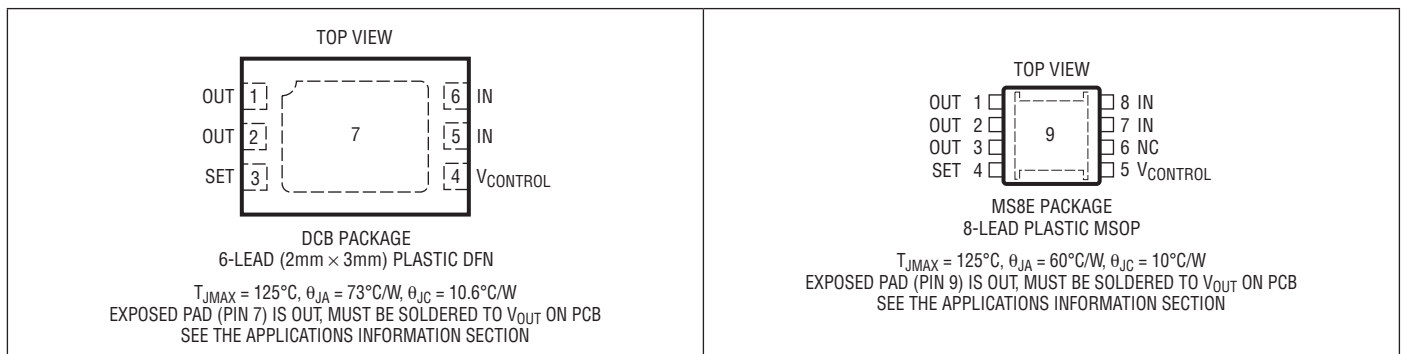 TOP VIEW
OUT 1 6 IN
OUT 2 7 5 IN
SET 3 4 VCONTROL
DCB PACKAGE
6-LEAD (2mm × 3mm) PLASTIC DFN
TJMAX = 125°C, θJA = 73°C/W, θJC = 10.6°C/W
EXPOSED PAD (PIN 7) IS OUT, MUST BE SOLDERED TO VOUT ON PCB
SEE THE APPLICATIONS INFORMATION SECTION
TOP VIEW
OUT 1 8 IN
OUT 2 9 7 IN
OUT 3 6 NC
SET 4 5 VCONTROL
MS8E PACKAGE
8-LEAD PLASTIC MSOP
TJMAX = 125°C, θJA = 60°C/W, θJC = 10°C/W
EXPOSED PAD (PIN 9) IS OUT, MUST BE SOLDERED TO VOUT ON PCB
SEE THE APPLICATIONS INFORMATION SECTION